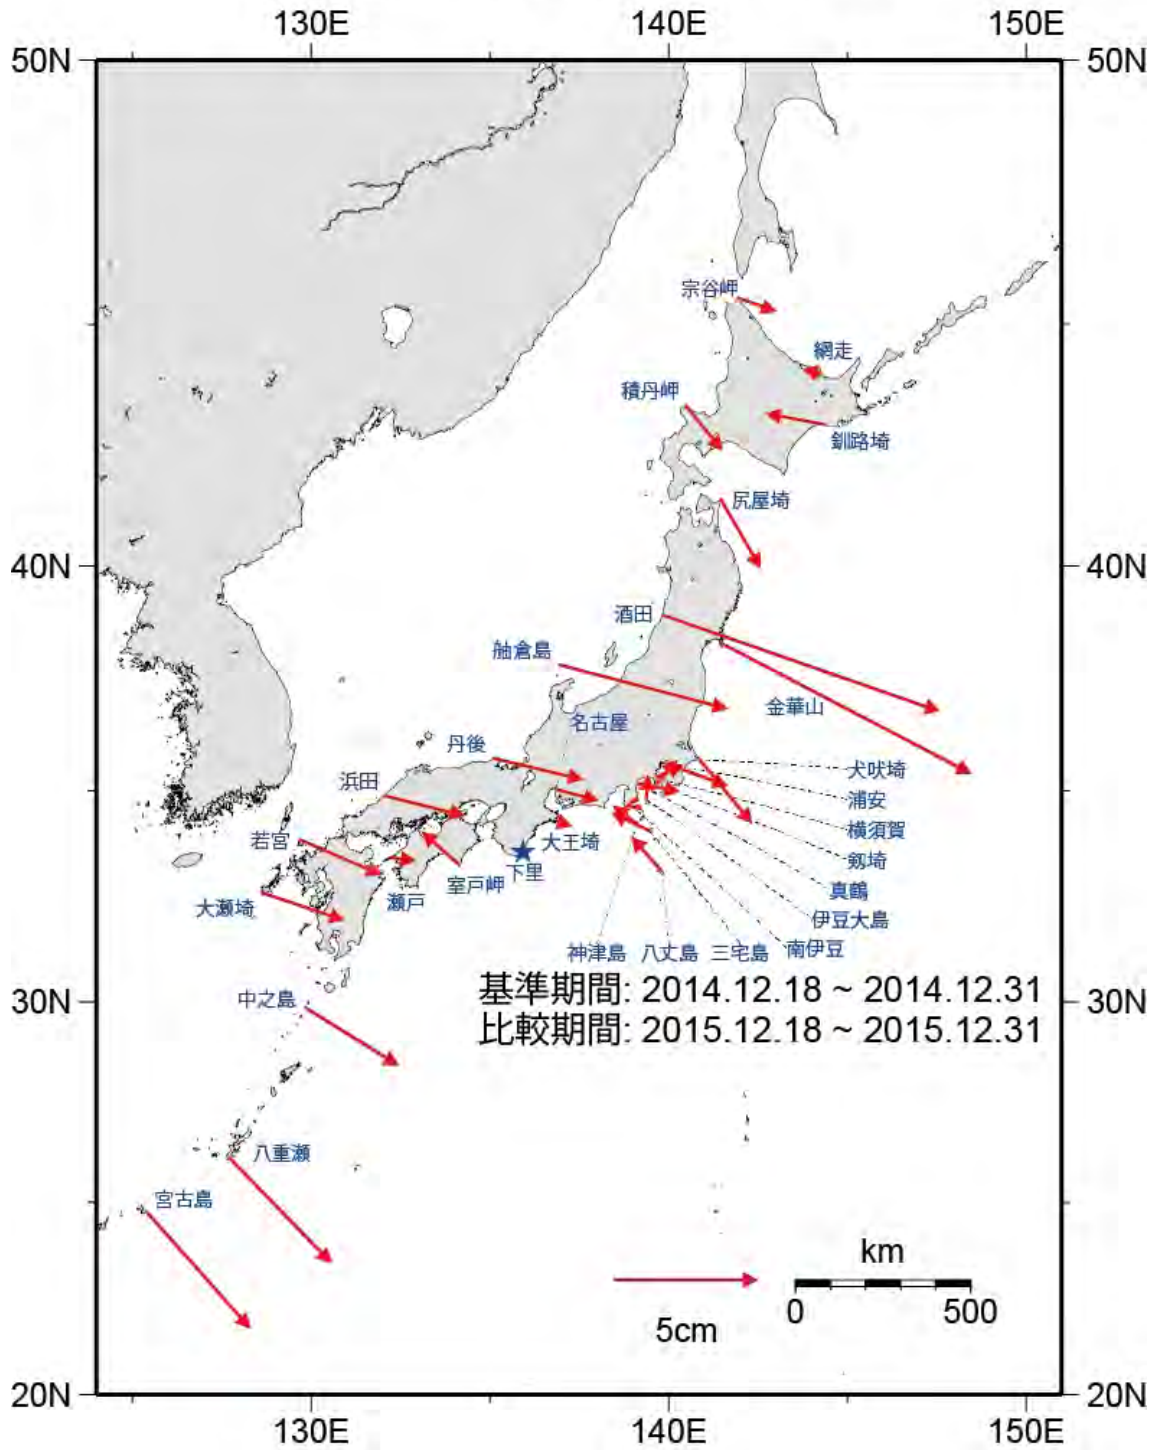 130E 140E 150E
50N 50N
宗谷岬
網走
積丹岬
釧路埼
尻屋埼
40N 40N
酒田
舳倉島
金華山
名古屋
丹後
犬吠埼
浜田
浦安
横須賀
若宮
大王埼
剱埼
下里
室戸岬
真鶴
瀬戸
大瀬埼
伊豆大島
神津島 八丈島 三宅島 南伊豆
基準期間: 2014.12.18 ~ 2014.12.31
中之島
30N 30N
比較期間: 2015.12.18 ~ 2015.12.31
八重瀬
宮古島
km
0 500
5cm
20N 20N
130E 140E 150E